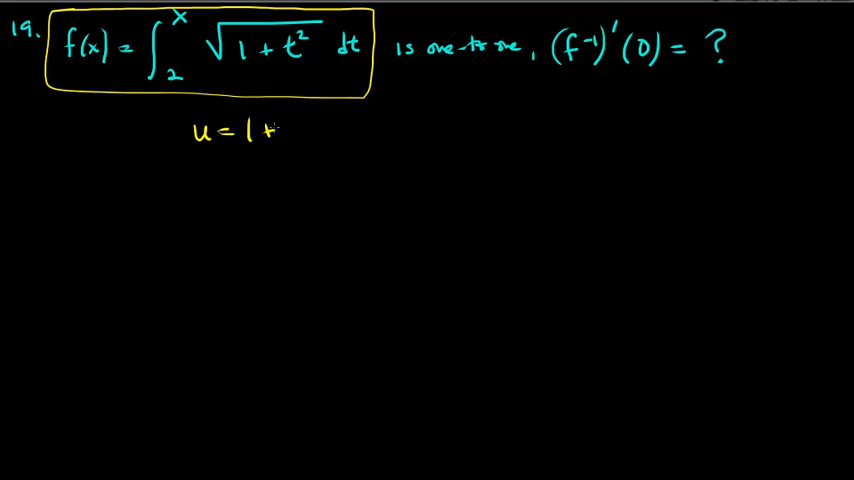 19. f(x) = ∫₂ˣ √(1 + t²) dt is one-to one, (f⁻¹)'(0) = ?
u = 1 +